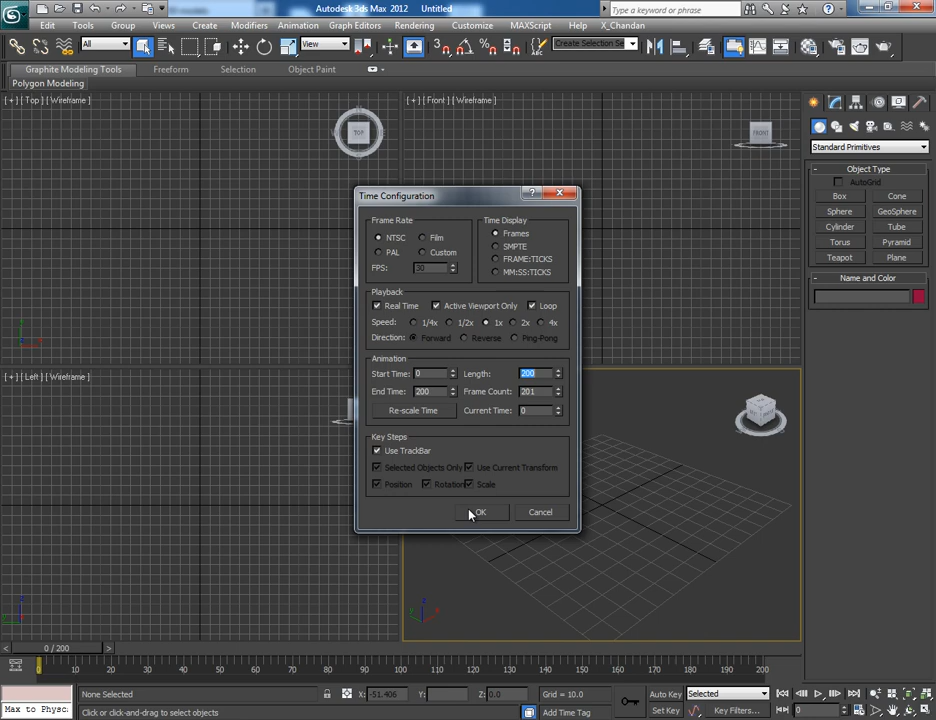 Autodesk 3ds Max 2012 Untitled
Type a keyword or phrase
Edit Tools Group Views Create Modifiers Animation Graph Editors Rendering Customize MAXScript Help X_Chandan
All View Create Selection Se
Graphite Modeling Tools Freeform Selection Object Paint
Polygon Modeling
[ + ] [ Top ] [ Wireframe ]
[ + ] [ Front ] [ Wireframe ]
TOP
FRONT
Standard Primitives
Object Type
AutoGrid
Box Cone
Sphere GeoSphere
Cylinder Tube
Torus Pyramid
Teapot Plane
Name and Color
Time Configuration
Frame Rate
NTSC Film
PAL Custom
FPS: 30
Time Display
Frames
SMPTE
FRAME:TICKS
MM:SS:TICKS
Playback
Real Time Active Viewport Only Loop
Speed: 1/4x 1/2x 1x 2x 4x
Direction: Forward Reverse Ping-Pong
Animation
Start Time: 0 Length: 200
End Time: 200 Frame Count: 201
Re-scale Time Current Time: 0
Key Steps
Use TrackBar
Selected Objects Only Use Current Transform
Position Rotation Scale
OK Cancel
[ + ] [ Left ] [ Wireframe ]
0 / 200
0 10 20 30 40 50 60 70 80 90 100 110 120 130 140 150 160 170 180 190 200
None Selected X: -51.406 Y: Z: 0.0 Grid = 10.0 Auto Key Selected
Max to Physc Click or click-and-drag to select objects Add Time Tag Set Key Key Filters... 0